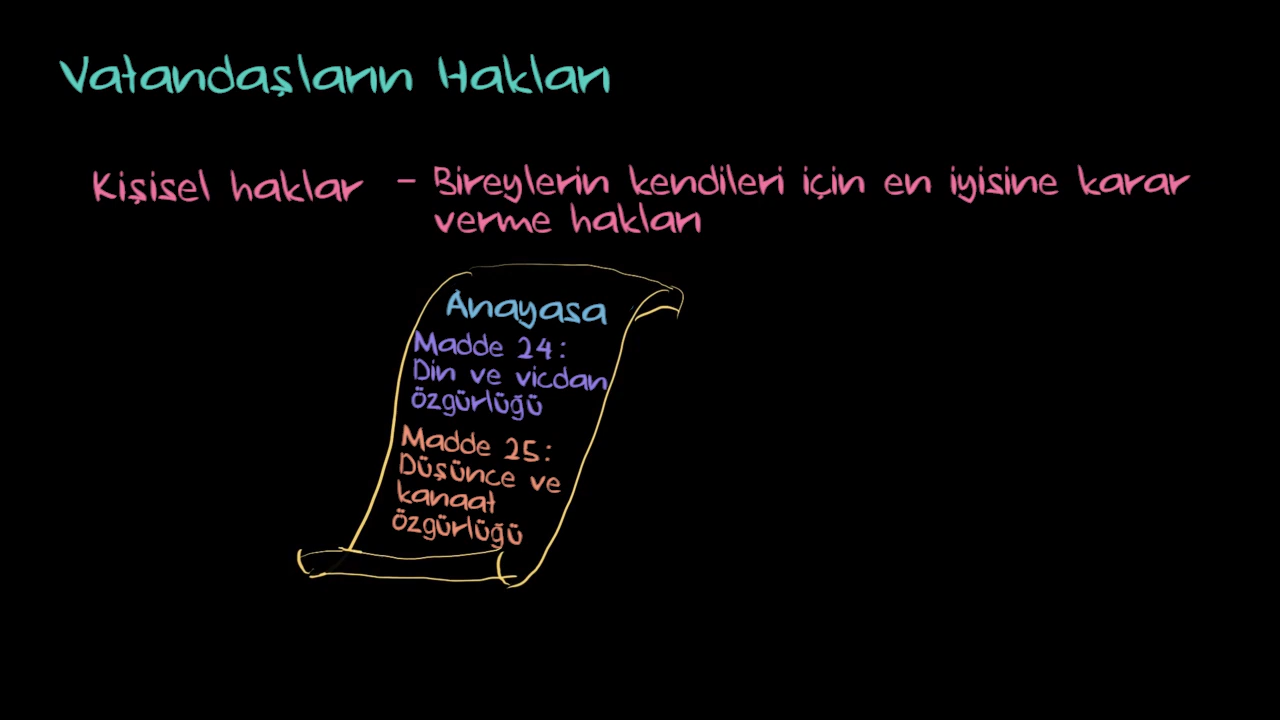 Vatandaşların Hakları
Kişisel haklar - Bireylerin kendileri için en iyisine karar
verme hakları
Anayasa
Madde 24:
Din ve vicdan
özgürlüğü
Madde 25:
Düşünce ve
kanaat
özgürlüğü